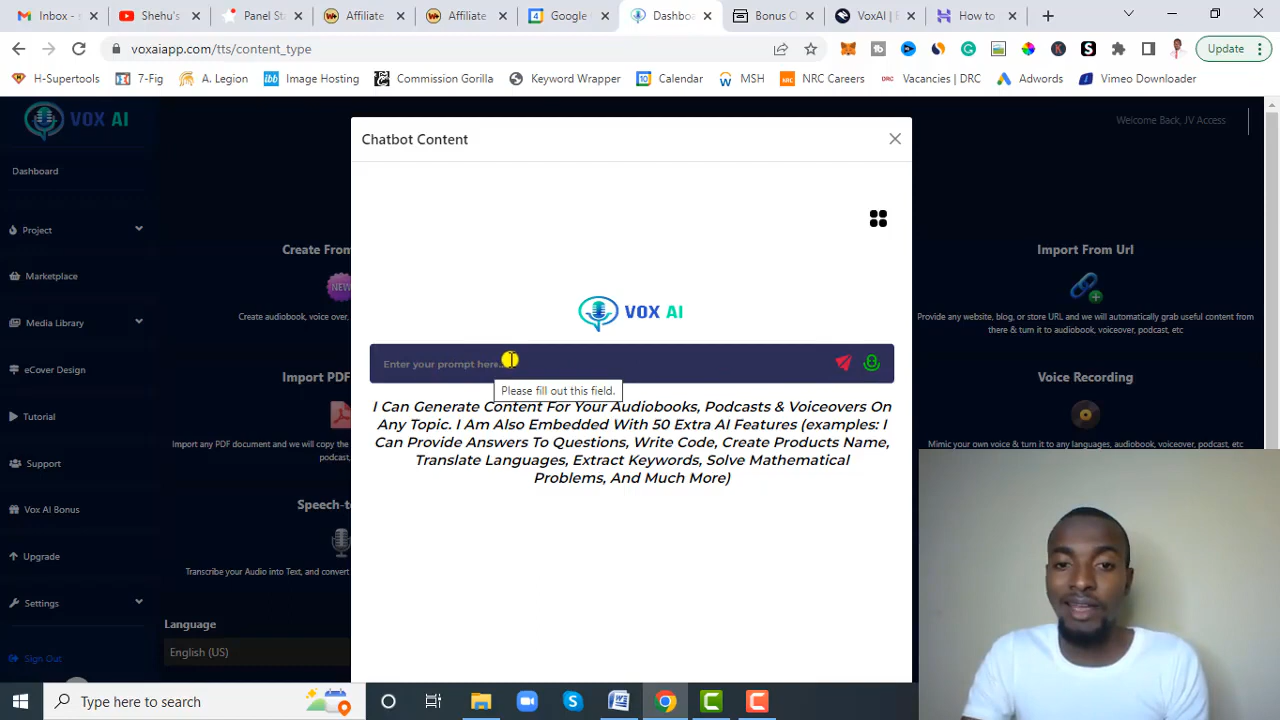 Inbox -
Shehu's
Panel St
Affiliate
Affiliate
Google
Dashbo
Bonus C
VoxAI | E
How to
voxaiapp.com/tts/content_type
Update
H-Supertools
7-Fig
A. Legion
Image Hosting
Commission Gorilla
Keyword Wrapper
Calendar
MSH
NRC Careers
Vacancies | DRC
Adwords
Vimeo Downloader
VOX AI
Welcome Back, JV Access
Dashboard
Project
Marketplace
Media Library
eCover Design
Tutorial
Support
Vox AI Bonus
Upgrade
Settings
Sign Out
Create From
NEW
Create audiobook, voice over,
Import PDF
Import any PDF document and we will copy the
podcast,
Speech-to
Transcribe your Audio into Text, and convert
Language
English (US)
Chatbot Content
VOX AI
Enter your prompt here...
Please fill out this field.
I Can Generate Content For Your Audiobooks, Podcasts & Voiceovers On
Any Topic. I Am Also Embedded With 50 Extra AI Features (examples: I
Can Provide Answers To Questions, Write Code, Create Products Name,
Translate Languages, Extract Keywords, Solve Mathematical
Problems, And Much More)
Import From Url
Provide any website, blog, or store URL and we will automatically grab useful content from
there & turn it to audiobook, voiceover, podcast, etc
Voice Recording
Mimic your own voice & turn it to any languages, audiobook, voiceover, podcast, etc
Type here to search